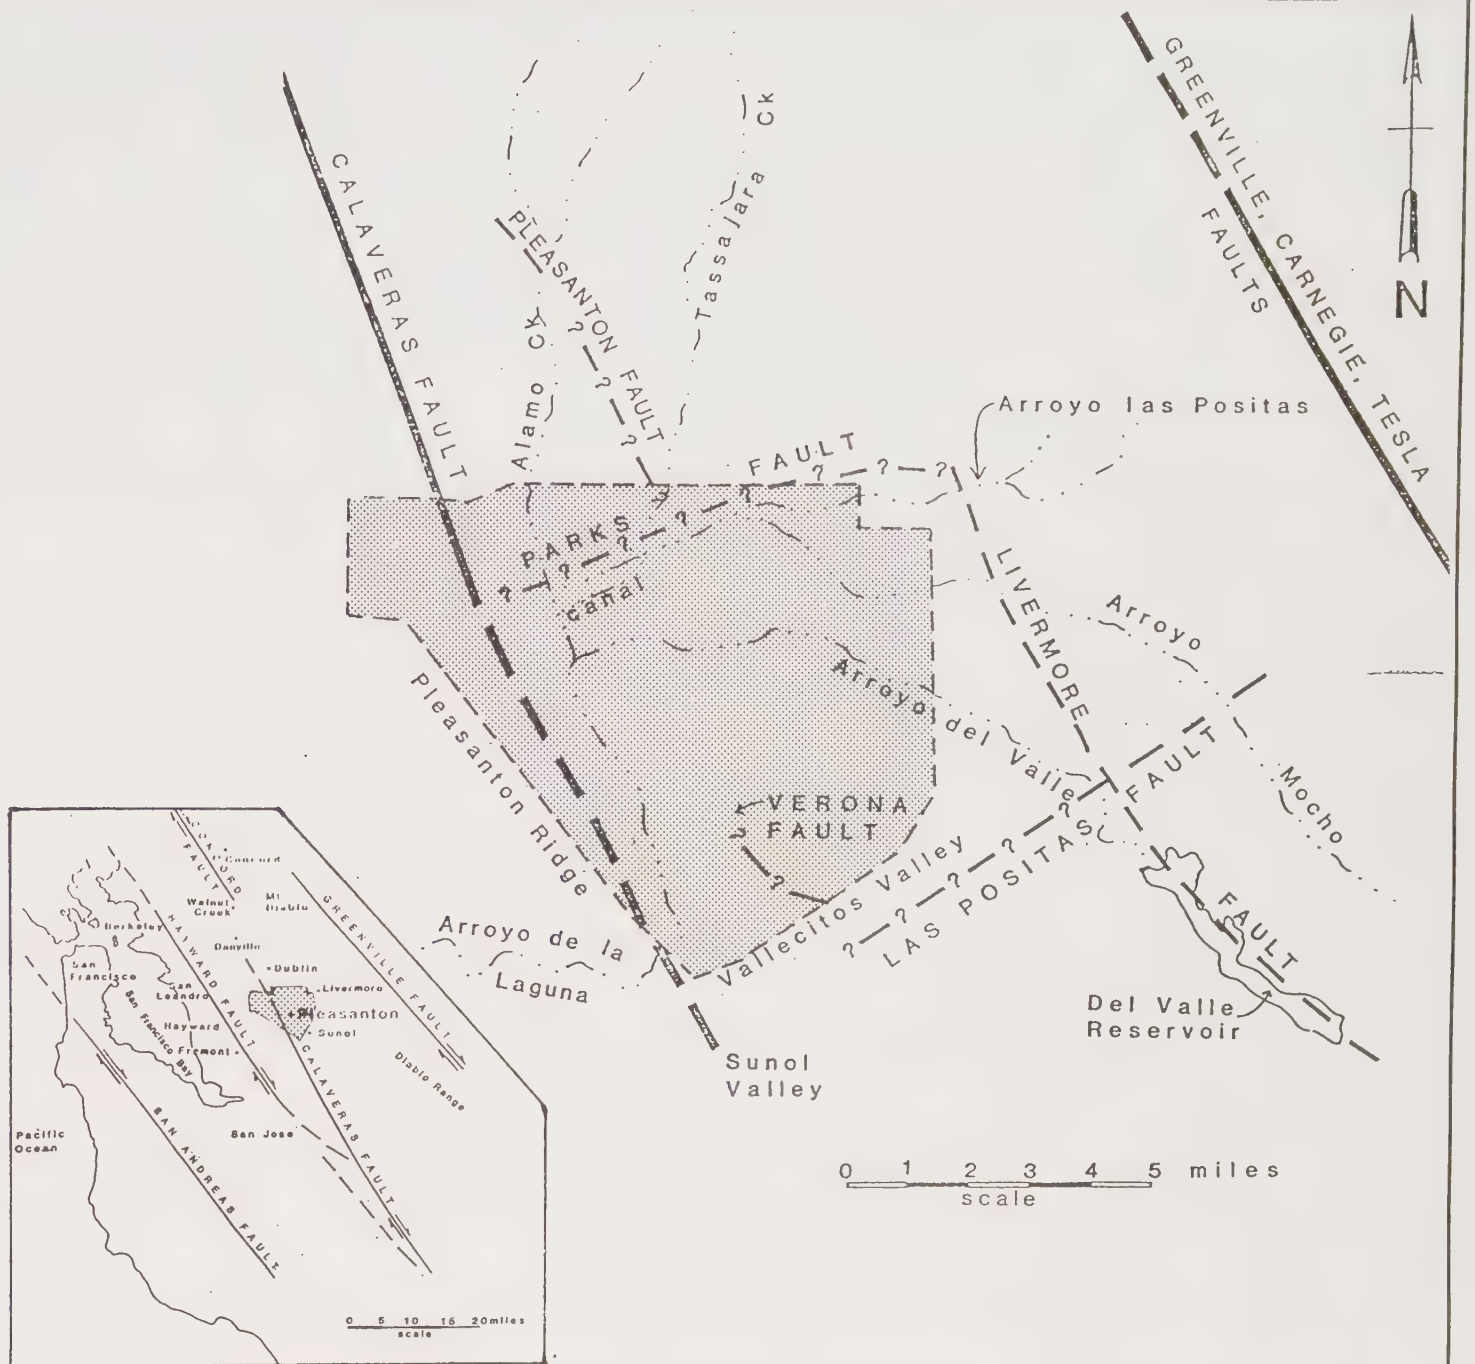 GREENVILLE, CARNEGIE, TESLA
FAULTS
N
CALAVERAS FAULT
PLEASANTON FAULT
? ? ?
Alamo Ck
Tassajara Ck
Arroyo las Positas
PARKS FAULT
? ? ? ? ? ? ? ?
canal
LIVERMORE FAULT
Arroyo Mocho
Arroyo del Valle
Pleasanton Ridge
VERONA
FAULT
? ?
Vallecitos Valley
LAS POSITAS FAULT
? ? ? ? ?
Arroyo de la
Laguna
Del Valle
Reservoir
Sunol
Valley
0 1 2 3 4 5 miles
scale
CONCORD
FAULT
Concord
Walnut
Creek
Mt
Diablo
GREENVILLE FAULT
Berkeley
HAYWARD FAULT
Danville
San
Francisco
Dublin
San
Leandro
Livermore
Pleasanton
San Francisco Bay
Hayward
Sunol
Fremont
CALAVERAS FAULT
Diablo Range
Pacific
Ocean
San Jose
SAN ANDREAS FAULT
0 5 10 15 20miles
scale